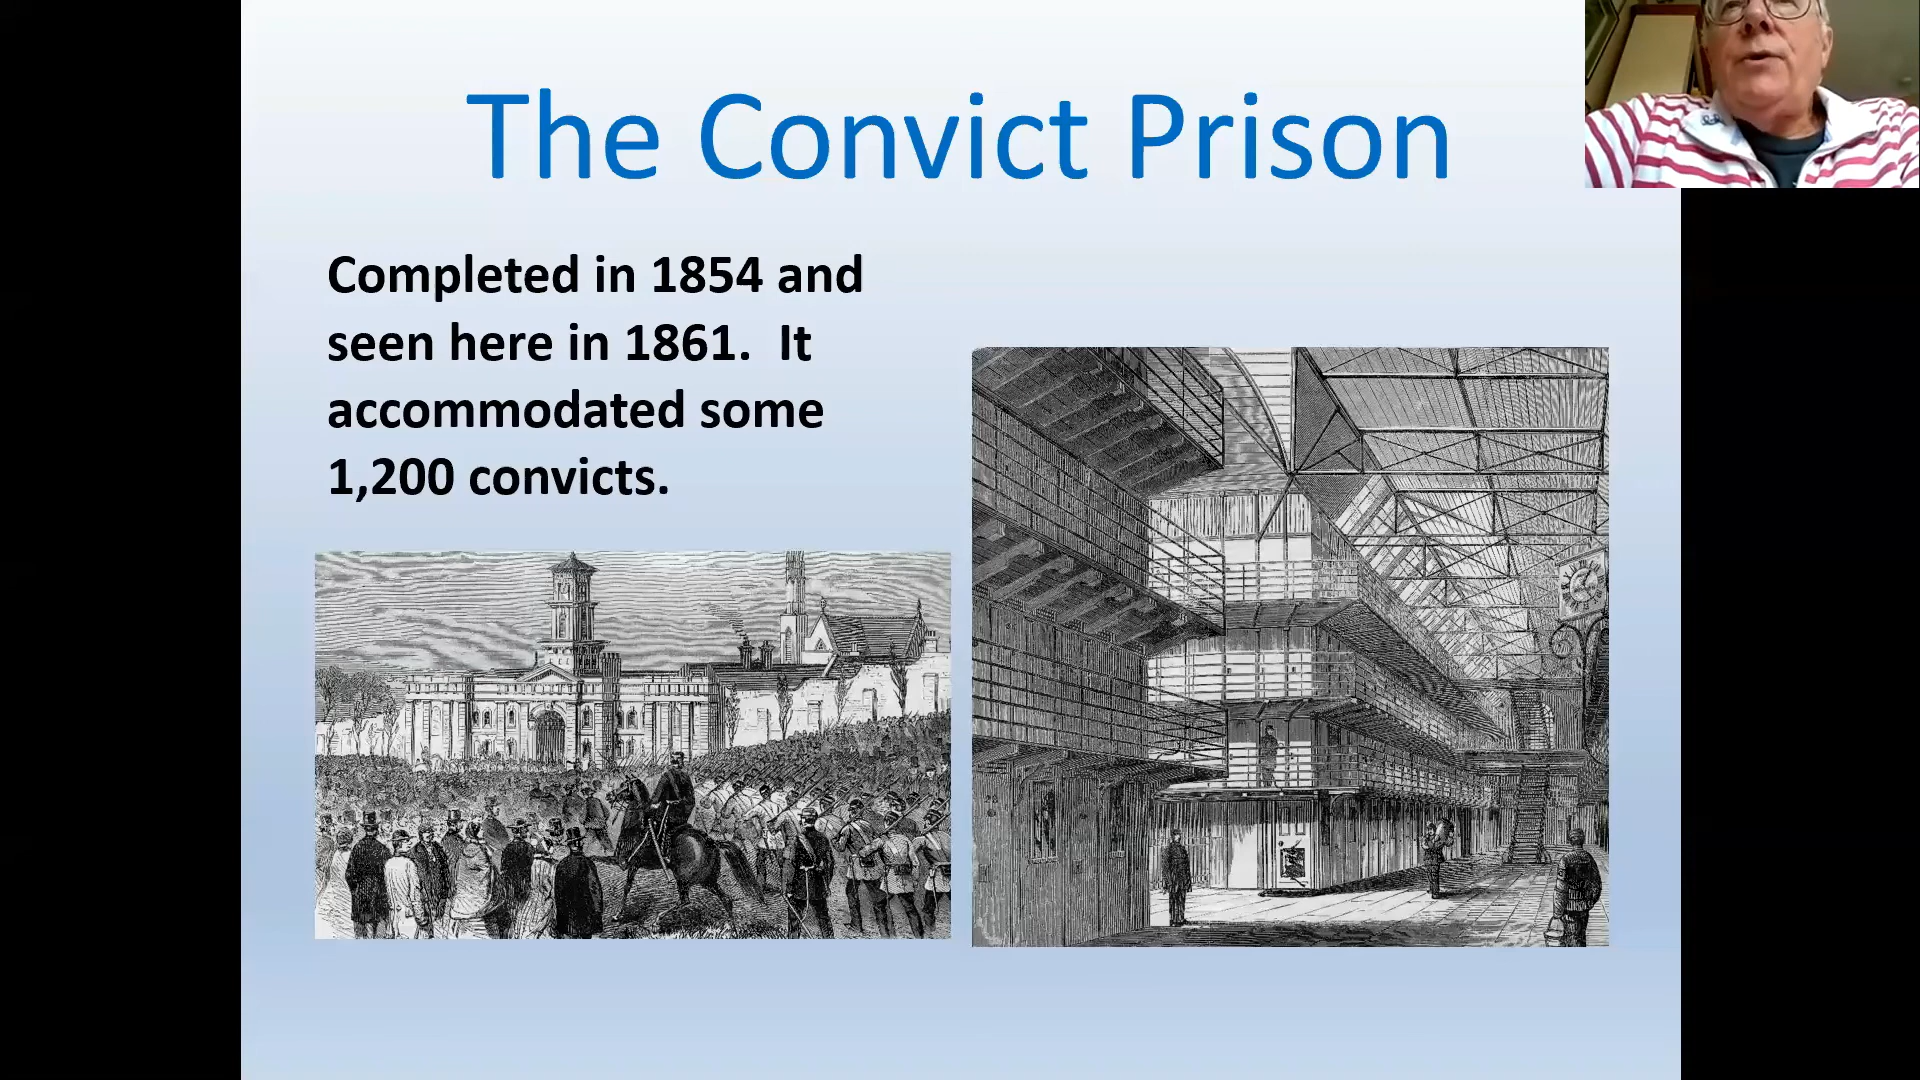 The Convict Prison
Completed in 1854 and
seen here in 1861.  It
accommodated some
1,200 convicts.